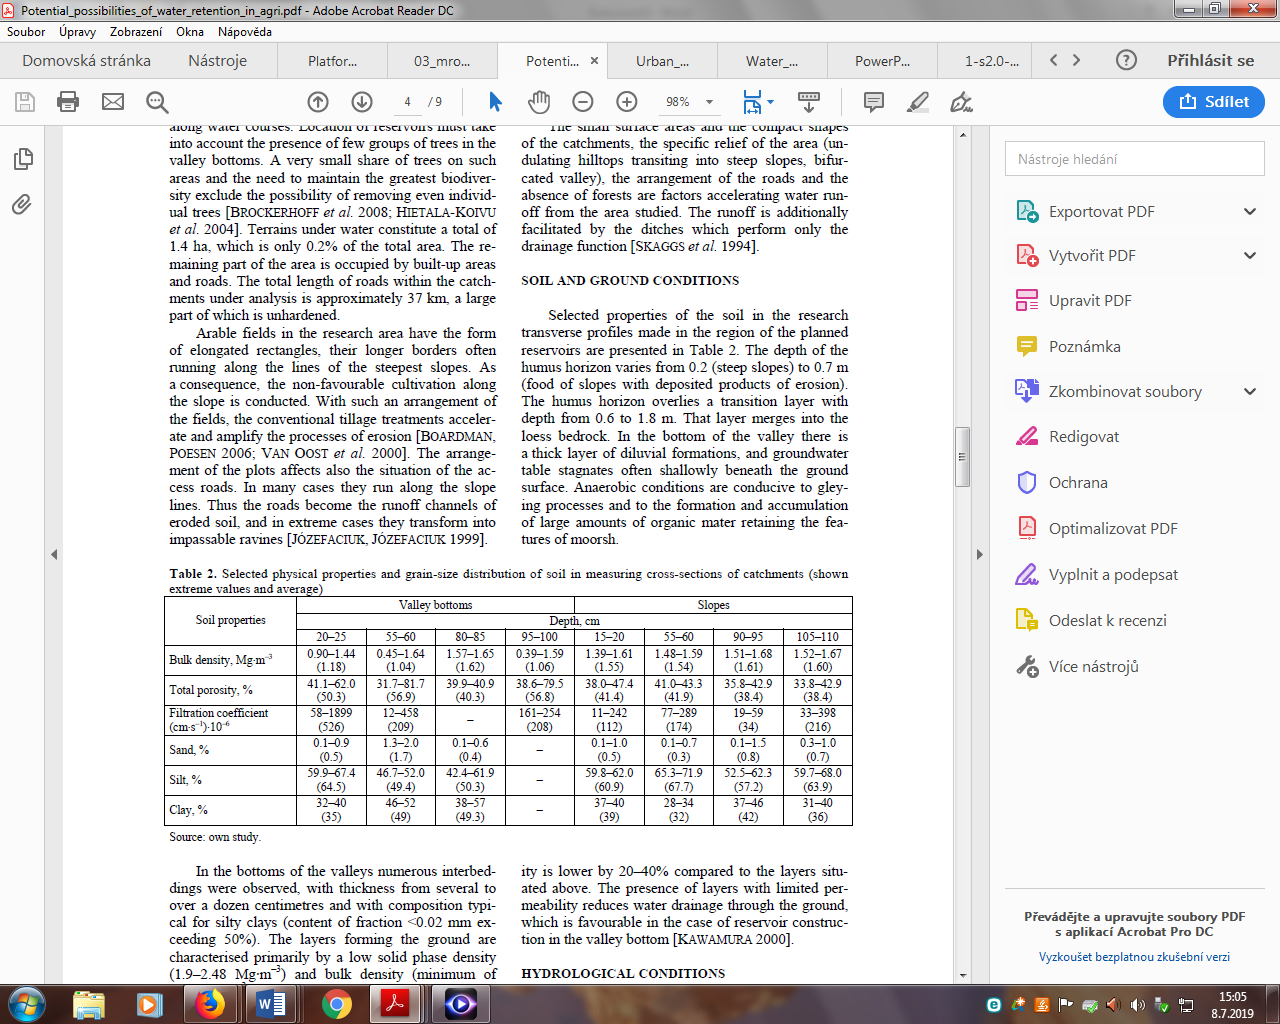 Potential_possibilities_of_water_retention_in_agri.pdf - Adobe Acrobat Reader DC
Soubor Úpravy Zobrazení Okna Nápověda
Domovská stránka Nástroje Platfor... 03_mro... Potenti... × Urban_... Water_... PowerP... 1-s2.0-... Přihlásit se
4 / 9 98% Sdílet
along water courses. Location of reservoirs must take
into account the presence of few groups of trees in the
valley bottoms. A very small share of trees on such
areas and the need to maintain the greatest biodiver-
sity exclude the possibility of removing even individ-
ual trees [BROCKERHOFF et al. 2008; HIETALA-KOIVU
et al. 2004]. Terrains under water constitute a total of
1.4 ha, which is only 0.2% of the total area. The re-
maining part of the area is occupied by built-up areas
and roads. The total length of roads within the catch-
ments under analysis is approximately 37 km, a large
part of which is unhardened.
Arable fields in the research area have the form
of elongated rectangles, their longer borders often
running along the lines of the steepest slopes. As
a consequence, the non-favourable cultivation along
the slope is conducted. With such an arrangement of
the fields, the conventional tillage treatments acceler-
ate and amplify the processes of erosion [BOARDMAN,
POESEN 2006; VAN OOST et al. 2000]. The arrange-
ment of the plots affects also the situation of the ac-
cess roads. In many cases they run along the slope
lines. Thus the roads become the runoff channels of
eroded soil, and in extreme cases they transform into
impassable ravines [JÓZEFACIUK, JÓZEFACIUK 1999].
The small surface areas and the compact shapes
of the catchments, the specific relief of the area (un-
dulating hilltops transiting into steep slopes, bifur-
cated valley), the arrangement of the roads and the
absence of forests are factors accelerating water run-
off from the area studied. The runoff is additionally
facilitated by the ditches which perform only the
drainage function [SKAGGS et al. 1994].
SOIL AND GROUND CONDITIONS
Selected properties of the soil in the research
transverse profiles made in the region of the planned
reservoirs are presented in Table 2. The depth of the
humus horizon varies from 0.2 (steep slopes) to 0.7 m
(food of slopes with deposited products of erosion).
The humus horizon overlies a transition layer with
depth from 0.6 to 1.8 m. That layer merges into the
loess bedrock. In the bottom of the valley there is
a thick layer of diluvial formations, and groundwater
table stagnates often shallowly beneath the ground
surface. Anaerobic conditions are conducive to gley-
ing processes and to the formation and accumulation
of large amounts of organic mater retaining the fea-
tures of moorsh.
Table 2. Selected physical properties and grain-size distribution of soil in measuring cross-sections of catchments (shown
extreme values and average)
Soil properties Valley bottoms Slopes
Depth, cm
20–25 55–60 80–85 95–100 15–20 55–60 90–95 105–110
Bulk density, Mg·m–3 0.90–1.44 0.45–1.64 1.57–1.65 0.39–1.59 1.39–1.61 1.48–1.59 1.51–1.68 1.52–1.67
(1.18) (1.04) (1.62) (1.06) (1.55) (1.54) (1.61) (1.60)
Total porosity, % 41.1–62.0 31.7–81.7 39.9–40.9 38.6–79.5 38.0–47.4 41.0–43.3 35.8–42.9 33.8–42.9
(50.3) (56.9) (40.3) (56.8) (41.4) (41.9) (38.4) (38.4)
Filtration coefficient 58–1899 12–458 – 161–254 11–242 77–289 19–59 33–398
(cm·s–1)·10–6 (526) (209) (208) (112) (174) (34) (216)
Sand, % 0.1–0.9 1.3–2.0 0.1–0.6 – 0.1–1.0 0.1–0.7 0.1–1.5 0.3–1.0
(0.5) (1.7) (0.4) (0.5) (0.3) (0.8) (0.7)
Silt, % 59.9–67.4 46.7–52.0 42.4–61.9 – 59.8–62.0 65.3–71.9 52.5–62.3 59.7–68.0
(64.5) (49.4) (50.3) (60.9) (67.7) (57.2) (63.9)
Clay, % 32–40 46–52 38–57 – 37–40 28–34 37–46 31–40
(35) (49) (49.3) (39) (32) (42) (36)
Source: own study.
In the bottoms of the valleys numerous interbed-
dings were observed, with thickness from several to
over a dozen centimetres and with composition typi-
cal for silty clays (content of fraction <0.02 mm ex-
ceeding 50%). The layers forming the ground are
characterised primarily by a low solid phase density
(1.9–2.48 Mg·m–3) and bulk density (minimum of
ity is lower by 20–40% compared to the layers situ-
ated above. The presence of layers with limited per-
meability reduces water drainage through the ground,
which is favourable in the case of reservoir construc-
tion in the valley bottom [KAWAMURA 2000].
HYDROLOGICAL CONDITIONS
Nástroje hledání
Exportovat PDF
Vytvořit PDF
Upravit PDF
Poznámka
Zkombinovat soubory
Redigovat
Ochrana
Optimalizovat PDF
Vyplnit a podepsat
Odeslat k recenzi
Více nástrojů
Převádějte a upravujte soubory PDF
s aplikací Acrobat Pro DC
Vyzkoušet bezplatnou zkušební verzi
15:05
8.7.2019